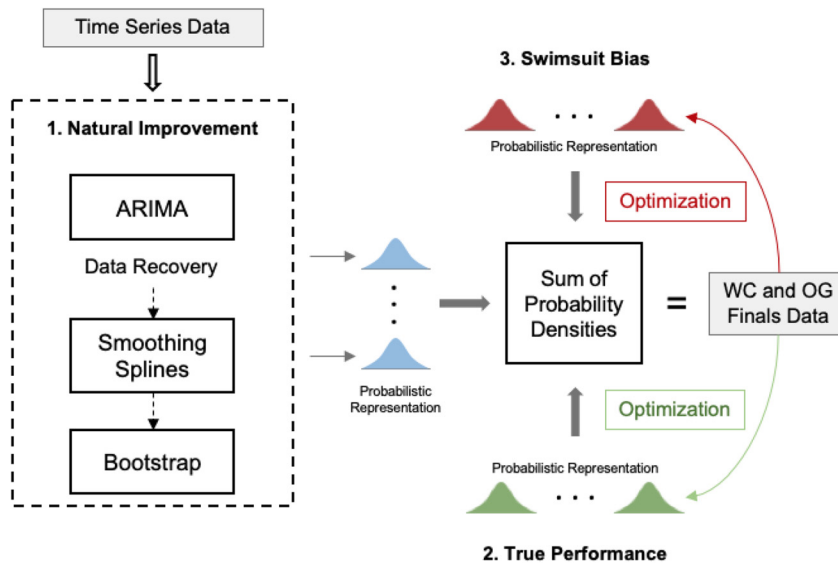 Time Series Data
1. Natural Improvement
ARIMA
Data Recovery
Smoothing
Splines
Bootstrap
Probabilistic
Representation
3. Swimsuit Bias
. . .
Probabilistic Representation
Optimization
Sum of
Probability
Densities
=
WC and OG
Finals Data
Optimization
Probabilistic Representation
. . .
2. True Performance